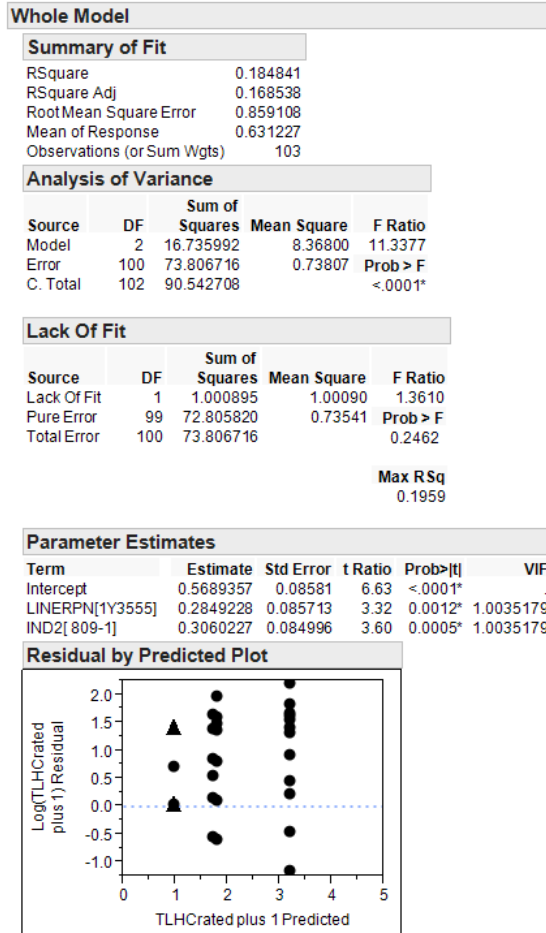 Whole Model
Summary of Fit
RSquare 0.184841
RSquare Adj 0.168538
Root Mean Square Error 0.859108
Mean of Response 0.631227
Observations (or Sum Wgts) 103
Analysis of Variance
Sum of
Source DF Squares Mean Square F Ratio
Model 2 16.735992 8.36800 11.3377
Error 100 73.806716 0.73807 Prob > F
C. Total 102 90.542708 <.0001*
Lack Of Fit
Sum of
Source DF Squares Mean Square F Ratio
Lack Of Fit 1 1.000895 1.00090 1.3610
Pure Error 99 72.805820 0.73541 Prob > F
Total Error 100 73.806716 0.2462
Max RSq
0.1959
Parameter Estimates
Term Estimate Std Error t Ratio Prob>|t| VIF
Intercept 0.5689357 0.08581 6.63 <.0001* .
LINERPN[1Y3555] 0.2849228 0.085713 3.32 0.0012* 1.0035179
IND2[ 809-1] 0.3060227 0.084996 3.60 0.0005* 1.0035179
Residual by Predicted Plot
Log(TLHCrated
plus 1) Residual
2.0
1.5
1.0
0.5
0.0
-0.5
-1.0
0 1 2 3 4 5
TLHCrated plus 1 Predicted